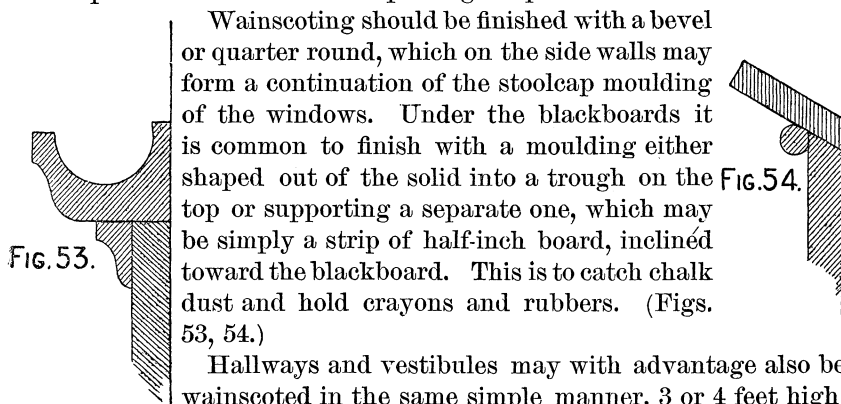 Wainscoting should be finished with a bevel
or quarter round, which on the side walls may
form a continuation of the stoolcap moulding
of the windows. Under the blackboards it
is common to finish with a moulding either
shaped out of the solid into a trough on the
top or supporting a separate one, which may
be simply a strip of half-inch board, inclined
toward the blackboard. This is to catch chalk
dust and hold crayons and rubbers. (Figs.
53, 54.)
Hallways and vestibules may with advantage also be
wainscoted in the same simple manner, 3 or 4 feet high
FIG. 53.
FIG. 54.